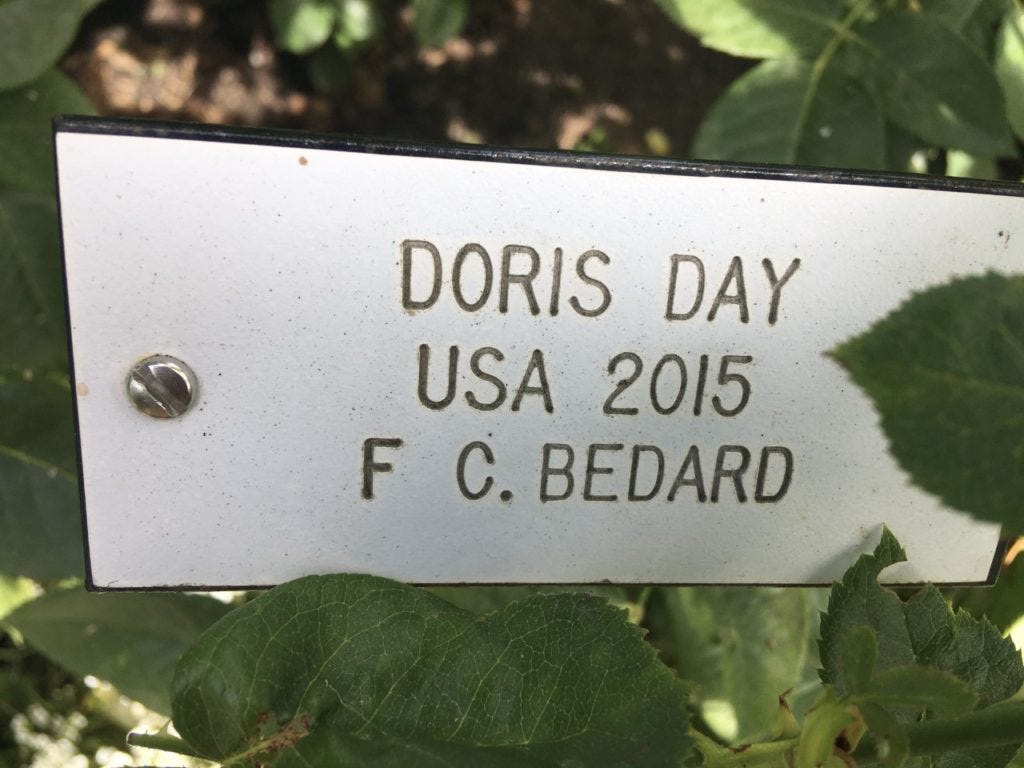 DORIS DAY
USA 2015
F C. BEDARD